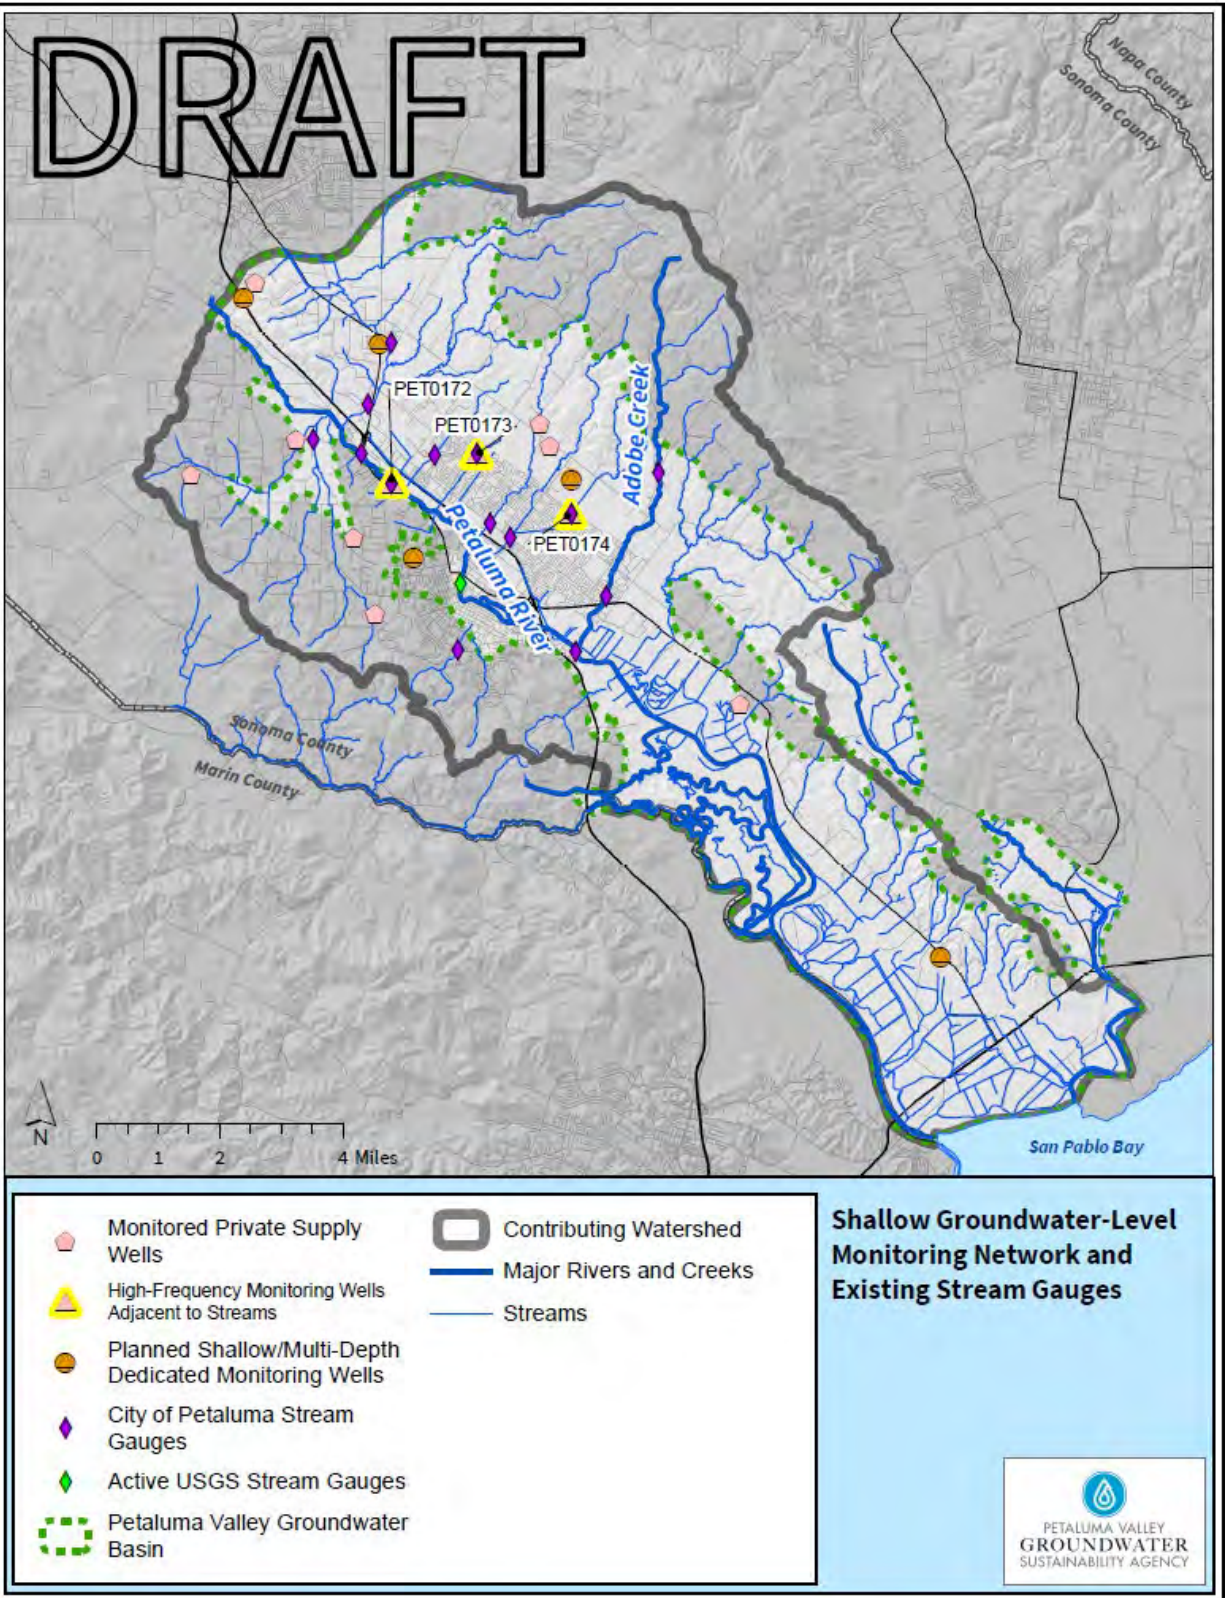 DRAFT
Napa County
Sonoma County
PET0172
PET0173
Adobe Creek
PET0174
Petaluma River
Sonoma County
Marin County
N
0 1 2 4 Miles
San Pablo Bay
Monitored Private Supply
Wells
High-Frequency Monitoring Wells
Adjacent to Streams
Planned Shallow/Multi-Depth
Dedicated Monitoring Wells
City of Petaluma Stream
Gauges
Active USGS Stream Gauges
Petaluma Valley Groundwater
Basin
Contributing Watershed
Major Rivers and Creeks
Streams
Shallow Groundwater-Level
Monitoring Network and
Existing Stream Gauges
PETALUMA VALLEY
GROUNDWATER
SUSTAINABILITY AGENCY